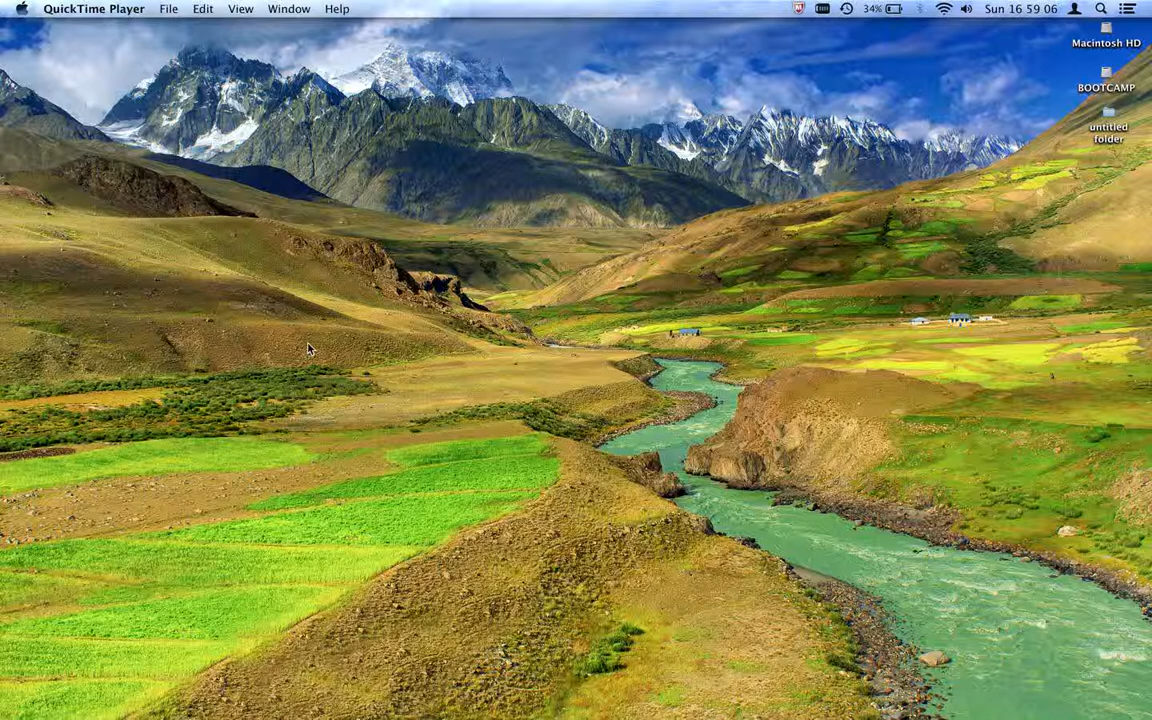 QuickTime Player File Edit View Window Help 34% Sun 16 59 06
Macintosh HD
BOOTCAMP
untitled
folder